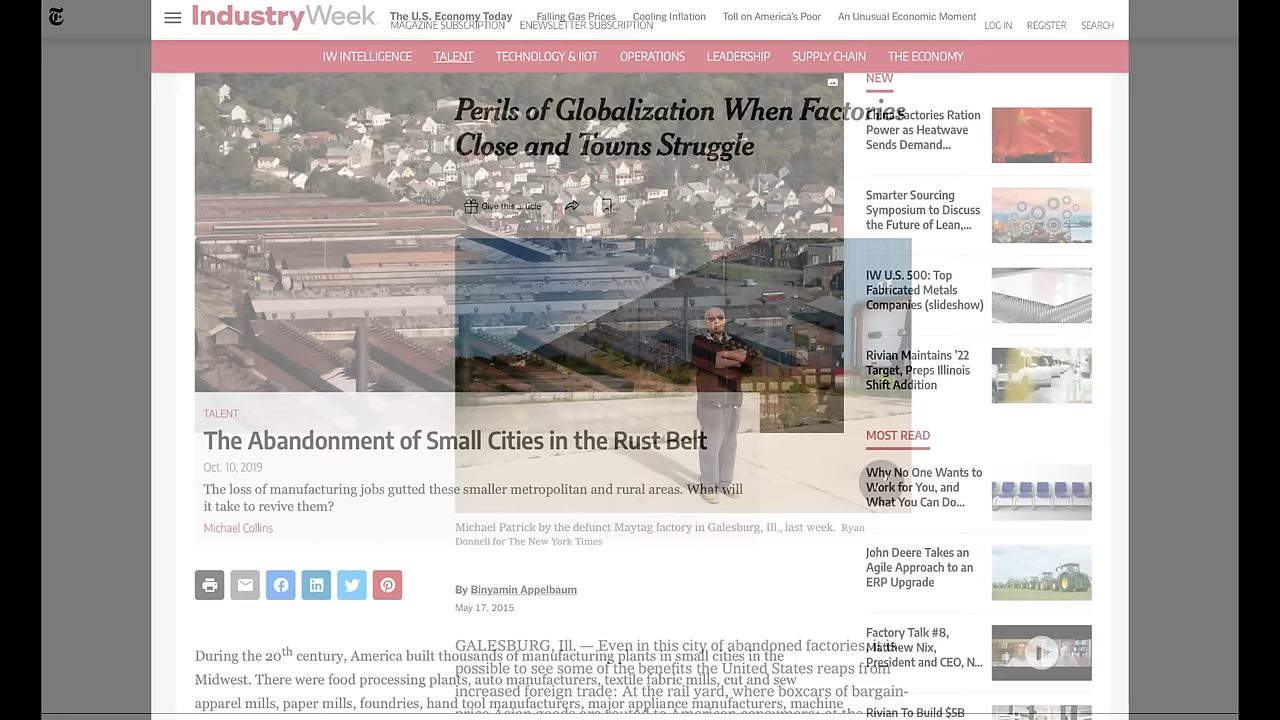 IndustryWeek.
The U.S. Economy Today Falling Gas Prices Cooling Inflation Toll on America's Poor An Unusual Economic Moment
MAGAZINE SUBSCRIPTION ENEWSLETTER SUBSCRIPTION
LOG IN REGISTER SEARCH
IW INTELLIGENCE TALENT TECHNOLOGY & IIOT OPERATIONS LEADERSHIP SUPPLY CHAIN THE ECONOMY
Perils of Globalization When Factories
Close and Towns Struggle
Give this article
TALENT
The Abandonment of Small Cities in the Rust Belt
Oct. 10, 2019
The loss of manufacturing jobs gutted these smaller metropolitan and rural areas. What will
it take to revive them?
Michael Collins
Michael Patrick by the defunct Maytag factory in Galesburg, Ill., last week. Ryan
Donnell for The New York Times
By Binyamin Appelbaum
May 17, 2015
GALESBURG, Ill. — Even in this city of abandoned factories, it is
possible to see some of the benefits the United States reaps from
increased foreign trade: At the rail yard, where boxcars of bargain-
During the 20th century, America built thousands of manufacturing plants in small cities in the
Midwest. There were food processing plants, auto manufacturers, textile fabric mills, cut and sew
apparel mills, paper mills, foundries, hand tool manufacturers, major appliance manufacturers, machine
NEW
China Factories Ration
Power as Heatwave
Sends Demand...
Smarter Sourcing
Symposium to Discuss
the Future of Lean,...
IW U.S. 500: Top
Fabricated Metals
Companies (slideshow)
Rivian Maintains '22
Target, Preps Illinois
Shift Addition
MOST READ
Why No One Wants to
Work for You, and
What You Can Do...
John Deere Takes an
Agile Approach to an
ERP Upgrade
Factory Talk #8,
Matthew Nix,
President and CEO, N...
Rivian To Build $5B